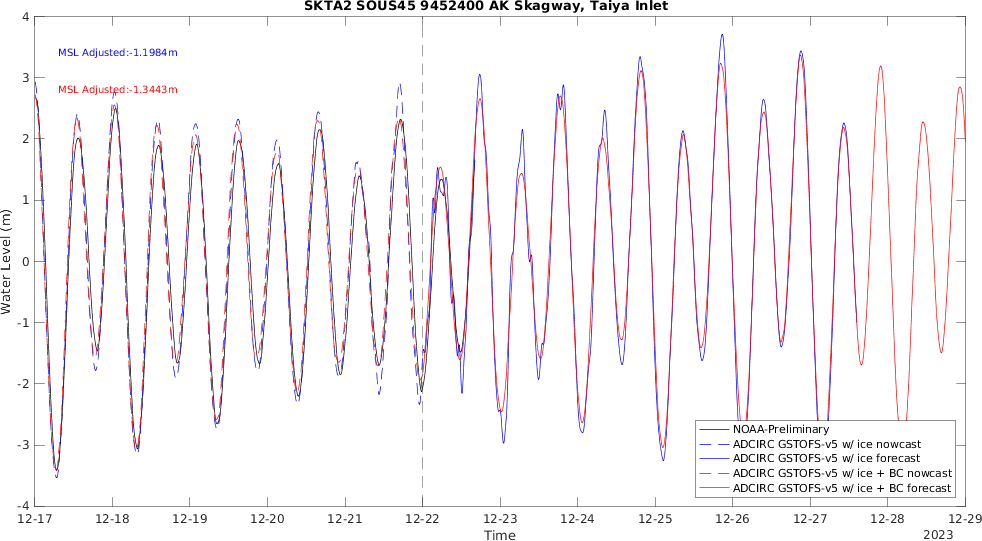 SKTA2 SOUS45 9452400 AK Skagway, Taiya Inlet
MSL Adjusted:-1.1984m
MSL Adjusted:-1.3443m
Water Level (m)
4
3
2
1
0
-1
-2
-3
-4
NOAA-Preliminary
ADCIRC GSTOFS-v5 w/ ice nowcast
ADCIRC GSTOFS-v5 w/ ice forecast
ADCIRC GSTOFS-v5 w/ ice + BC nowcast
ADCIRC GSTOFS-v5 w/ ice + BC forecast
12-17 12-18 12-19 12-20 12-21 12-22 12-23 12-24 12-25 12-26 12-27 12-28 12-29
Time
2023